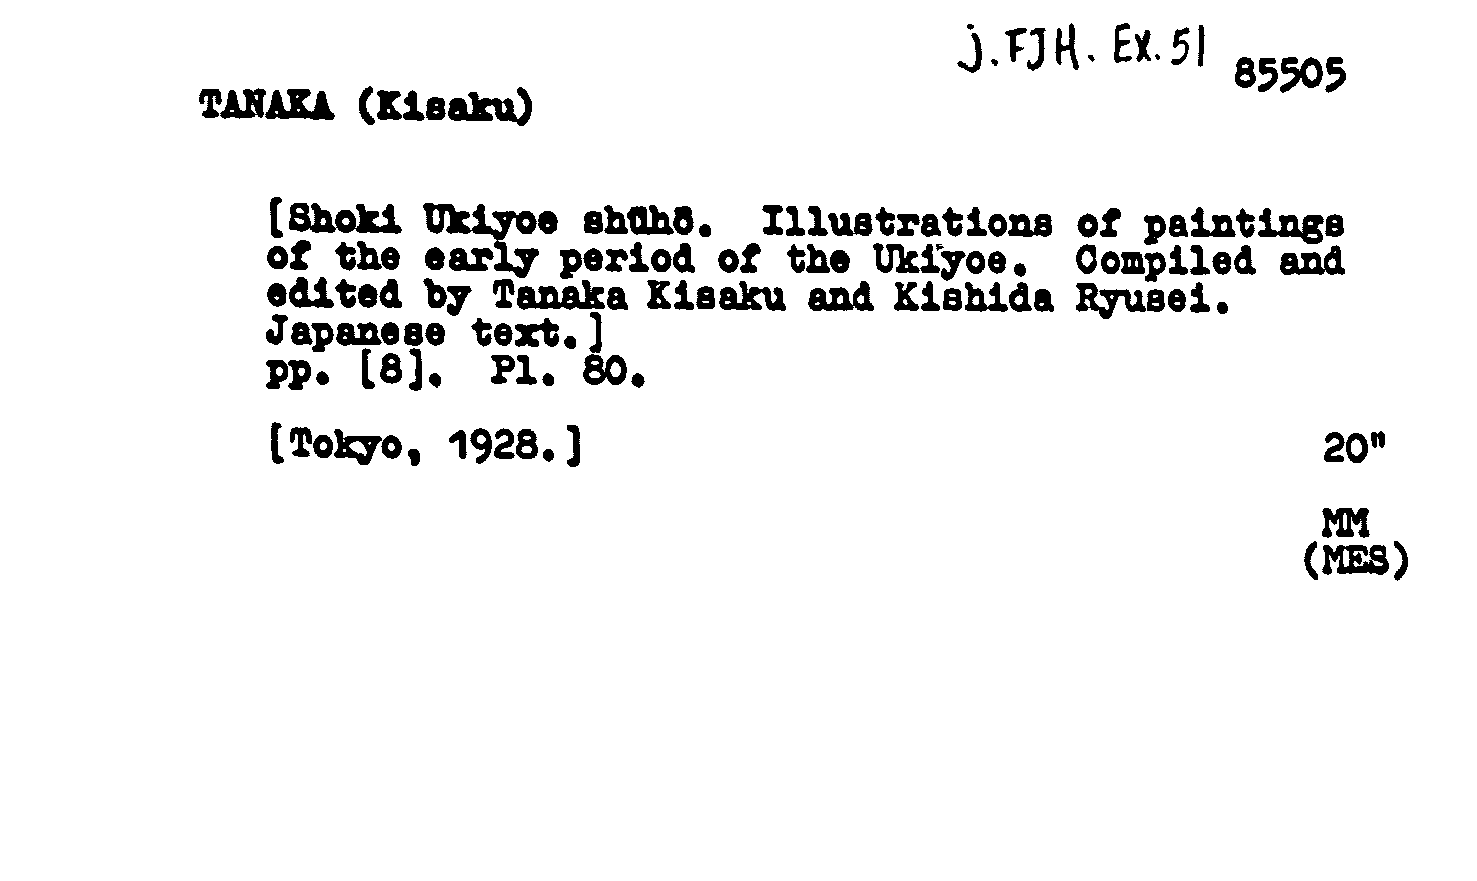 j. FJH. Ex. 51
85505
TANAKA (Kisaku)
[Shoki Ukiyoe shūhō. Illustrations of paintings
of the early period of the Ukiyoe. Compiled and
edited by Tanaka Kisaku and Kishida Ryusei.
Japanese text.]
pp. [8]. Pl. 80.
[Tokyo, 1928.]
20"
MM
(MES)